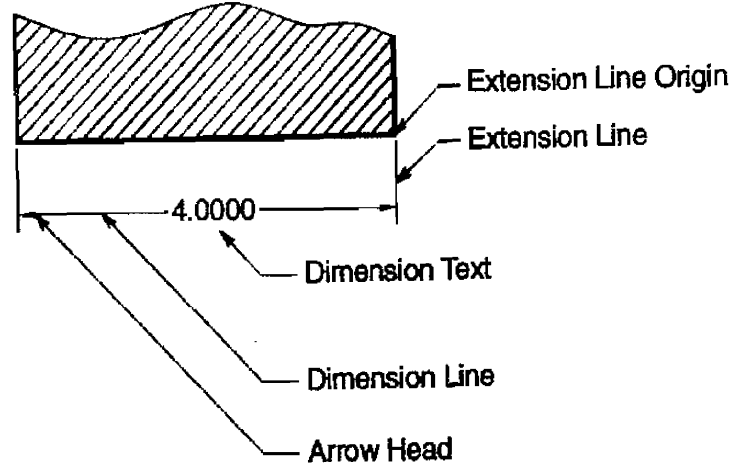 Extension Line Origin
Extension Line
4.0000
Dimension Text
Dimension Line
Arrow Head